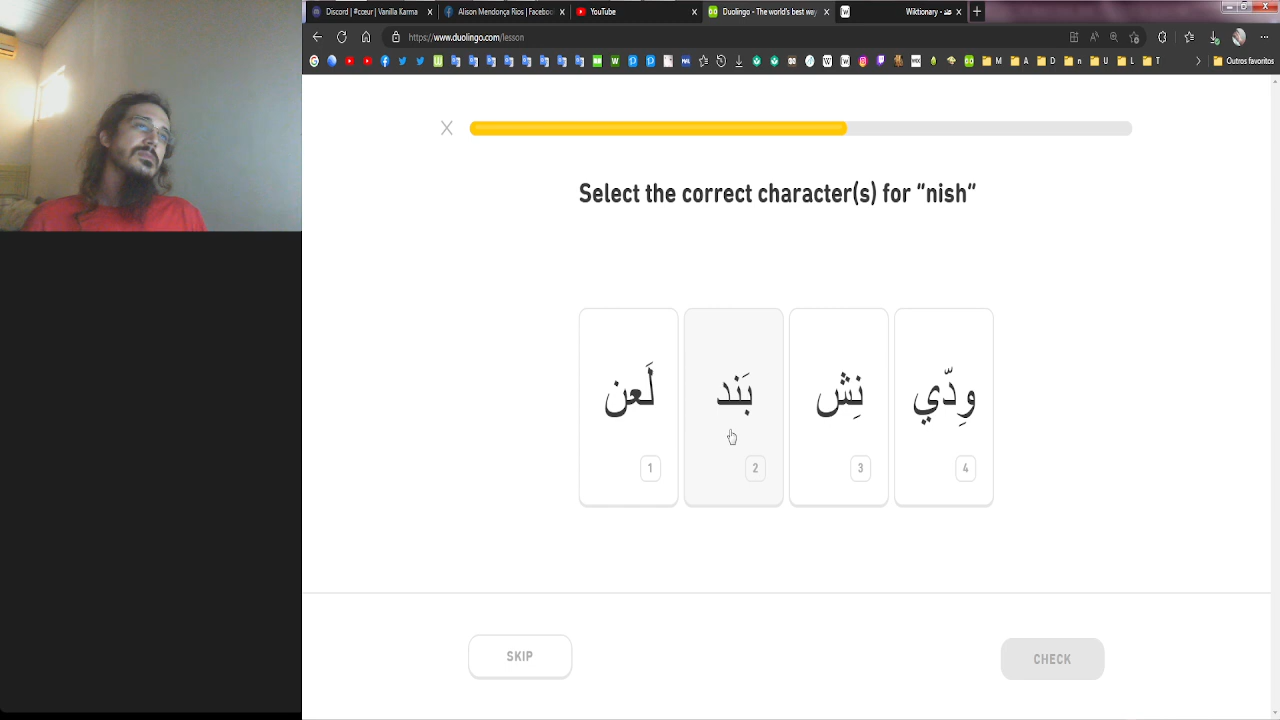 Discord | #cœur | Vanilla Karma
Alison Mendonça Rios | Facebo
YouTube
Duolingo - The world's best way
Wiktionary
https://www.duolingo.com/lesson
M
A
D
n
U
L
T
Outros favoritos
X
Select the correct character(s) for “nish”
لَعن
بَند
نِش
وِدّي
1
2
3
4
SKIP
CHECK